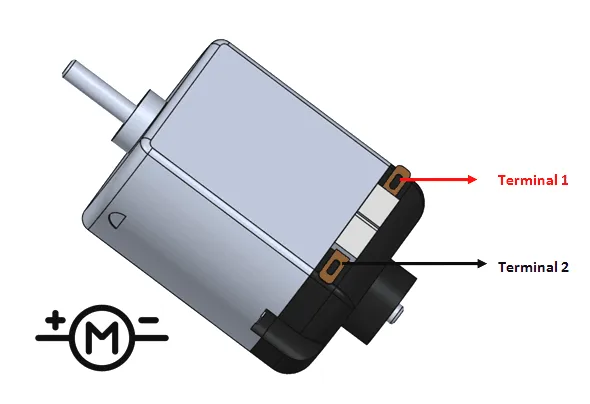 Terminal 1
Terminal 2
+ M −